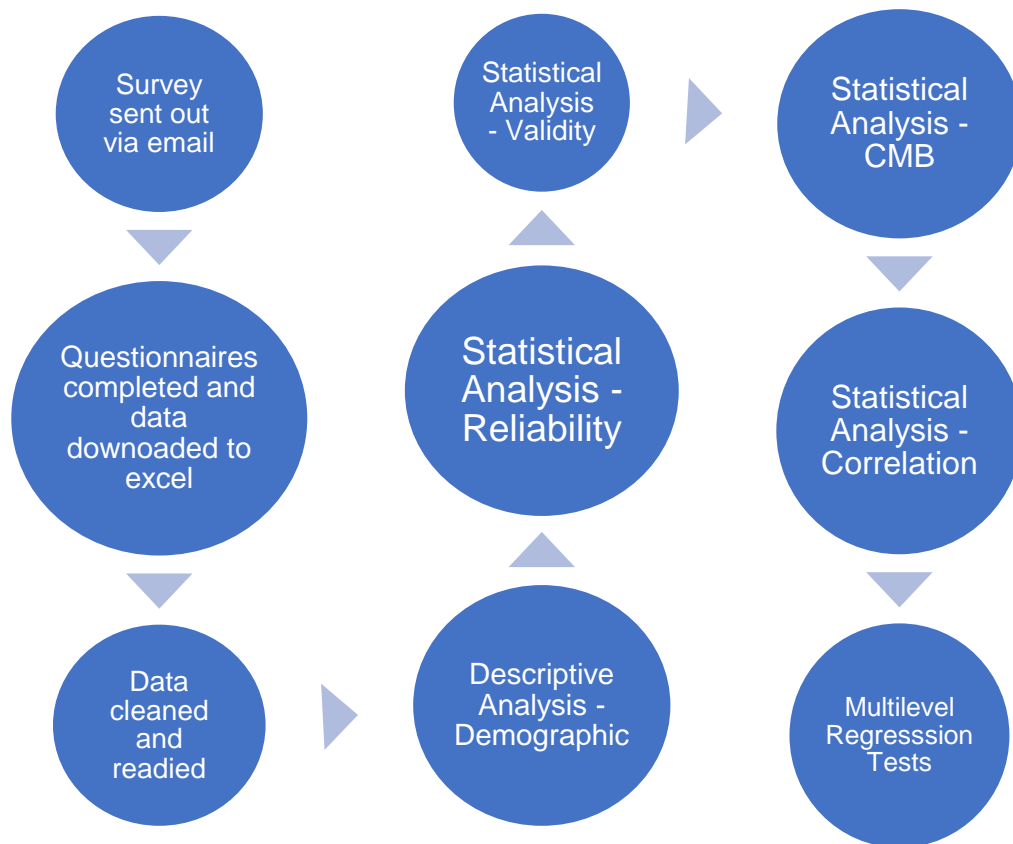 Survey
sent out
via email
Questionnaires
completed and
data
downoaded to
excel
Data
cleaned
and
readied
Descriptive
Analysis -
Demographic
Statistical
Analysis -
Reliability
Statistical
Analysis
- Validity
Statistical
Analysis -
CMB
Statistical
Analysis -
Correlation
Multilevel
Regresssion
Tests